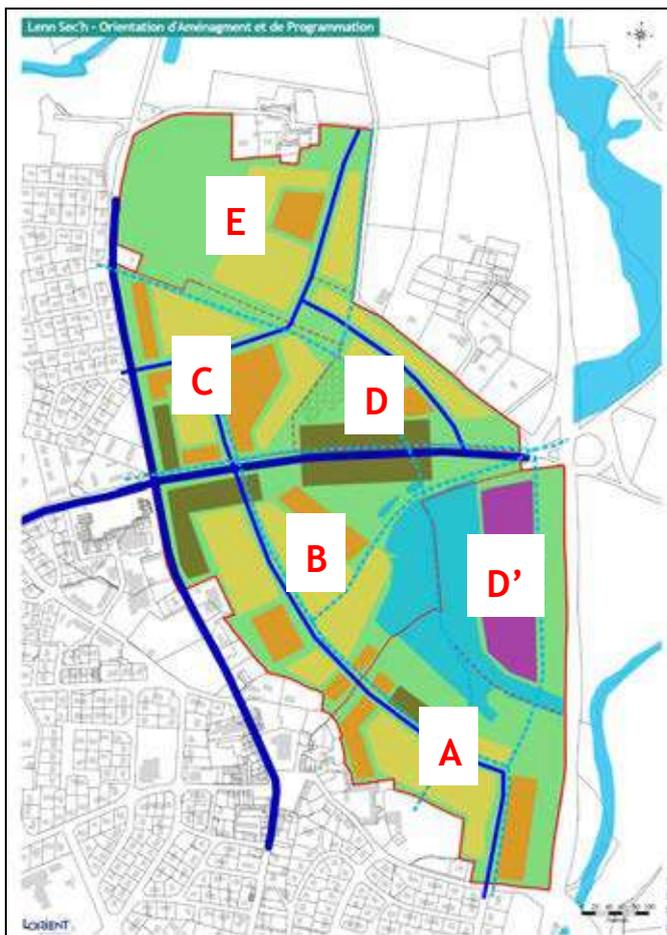 Lenn Sec'h - Orientation d'Aménagment et de Programmation
E
C
D
B
D'
A
LORIENT